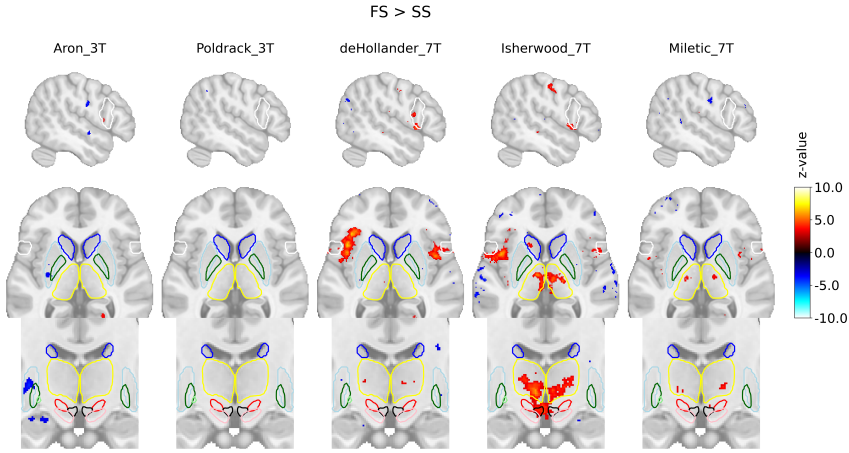 FS > SS
Aron_3T
Poldrack_3T
deHollander_7T
Isherwood_7T
Miletic_7T
z-value
10.0
5.0
0.0
-5.0
-10.0